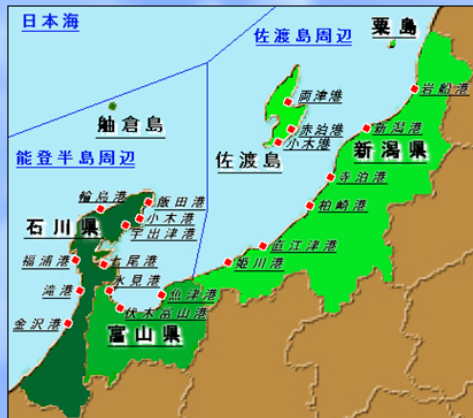 日本海
佐渡島周辺
粟島
岩船港
両津港
舳倉島
赤泊港
小木港
新潟港
佐渡島
新潟県
能登半島周辺
寺泊港
輪島港
飯田港
小木港
柏崎港
石川県
宇出津港
直江津港
福浦港
七尾港
姫川港
氷見港
滝港
魚津港
伏木富山港
金沢港
富山県